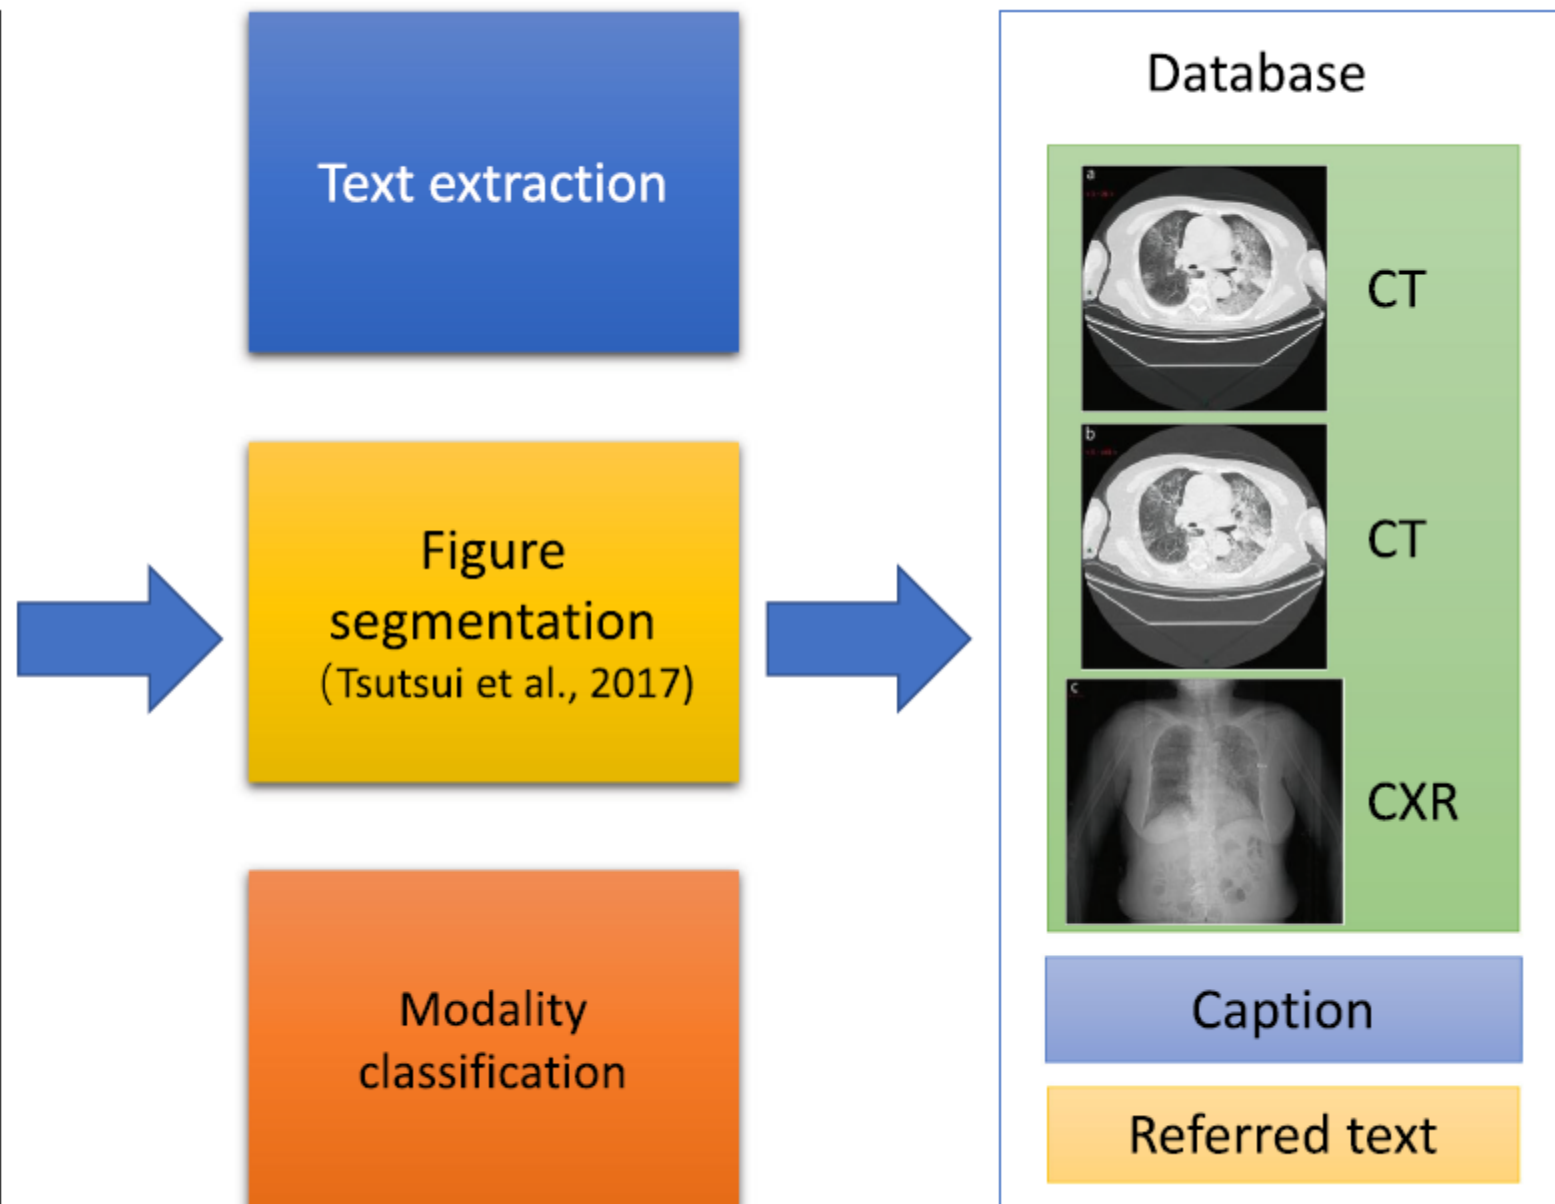 Text extraction
Figure
segmentation
(Tsutsui et al., 2017)
Modality
classification
Database
a
CT
b
CT
c
CXR
Caption
Referred text